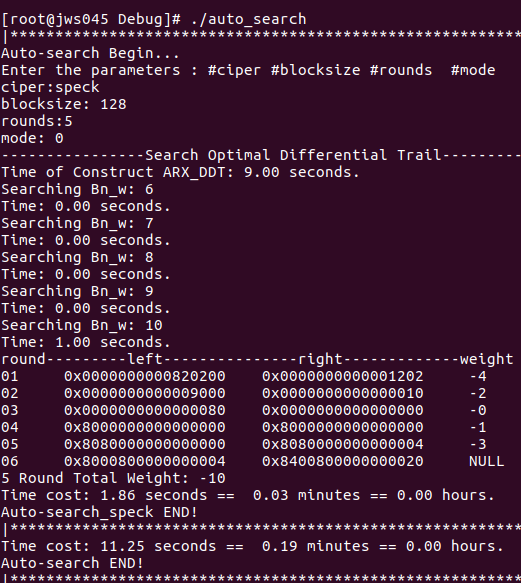 [root@jws045 Debug]# ./auto_search
|*********************************************************
Auto-search Begin...
Enter the parameters : #ciper #blocksize #rounds  #mode
ciper:speck
blocksize: 128
rounds:5
mode: 0
----------------Search Optimal Differential Trail---------
Time of Construct ARX_DDT: 9.00 seconds.
Searching Bn_w: 6
Time: 0.00 seconds.
Searching Bn_w: 7
Time: 0.00 seconds.
Searching Bn_w: 8
Time: 0.00 seconds.
Searching Bn_w: 9
Time: 0.00 seconds.
Searching Bn_w: 10
Time: 1.00 seconds.
round---------left---------------right-------------weight
01     0x0000000000820200    0x0000000000001202     -4
02     0x0000000000009000    0x0000000000000010     -2
03     0x0000000000000080    0x0000000000000000     -0
04     0x8000000000000000    0x8000000000000000     -1
05     0x8080000000000000    0x8080000000000004     -3
06     0x8000800000000004    0x8400800000000020     NULL
5 Round Total Weight: -10
Time cost: 1.86 seconds ==  0.03 minutes == 0.00 hours.
Auto-search_speck END!
|*********************************************************
Time cost: 11.25 seconds ==  0.19 minutes == 0.00 hours.
Auto-search END!
|*********************************************************